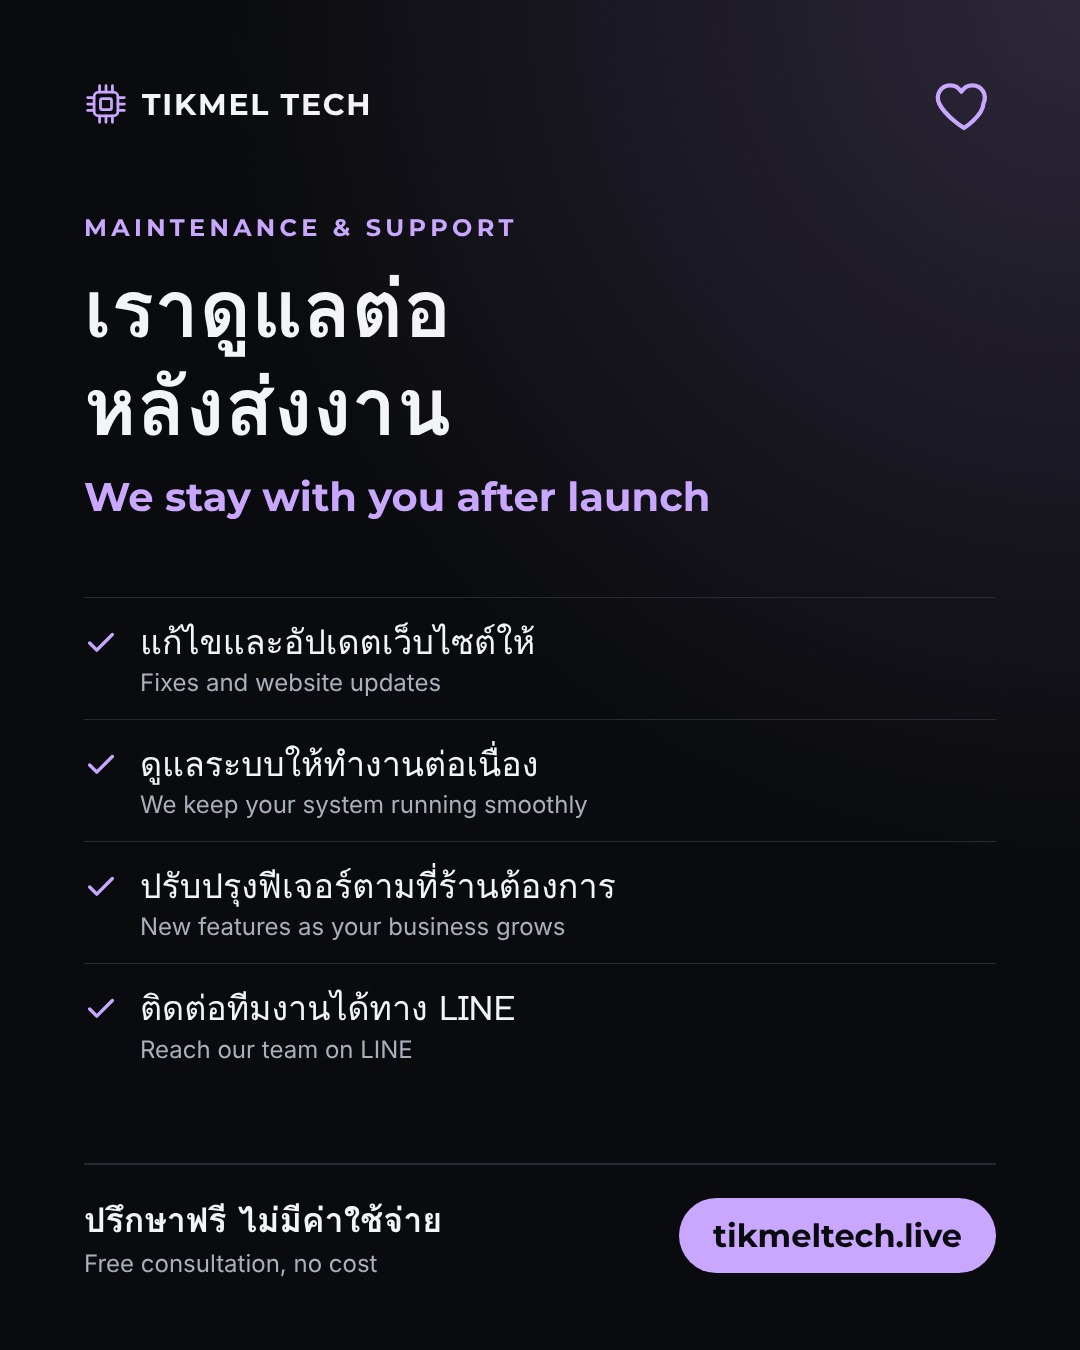 TIKMEL TECH
MAINTENANCE & SUPPORT
เราดูแลต่อ
หลังส่งงาน
We stay with you after launch
แก้ไขและอัปเดตเว็บไซต์ให้
Fixes and website updates
ดูแลระบบให้ทำงานต่อเนื่อง
We keep your system running smoothly
ปรับปรุงฟีเจอร์ตามที่ร้านต้องการ
New features as your business grows
ติดต่อทีมงานได้ทาง LINE
Reach our team on LINE
ปรึกษาฟรี ไม่มีค่าใช้จ่าย
Free consultation, no cost
tikmeltech.live